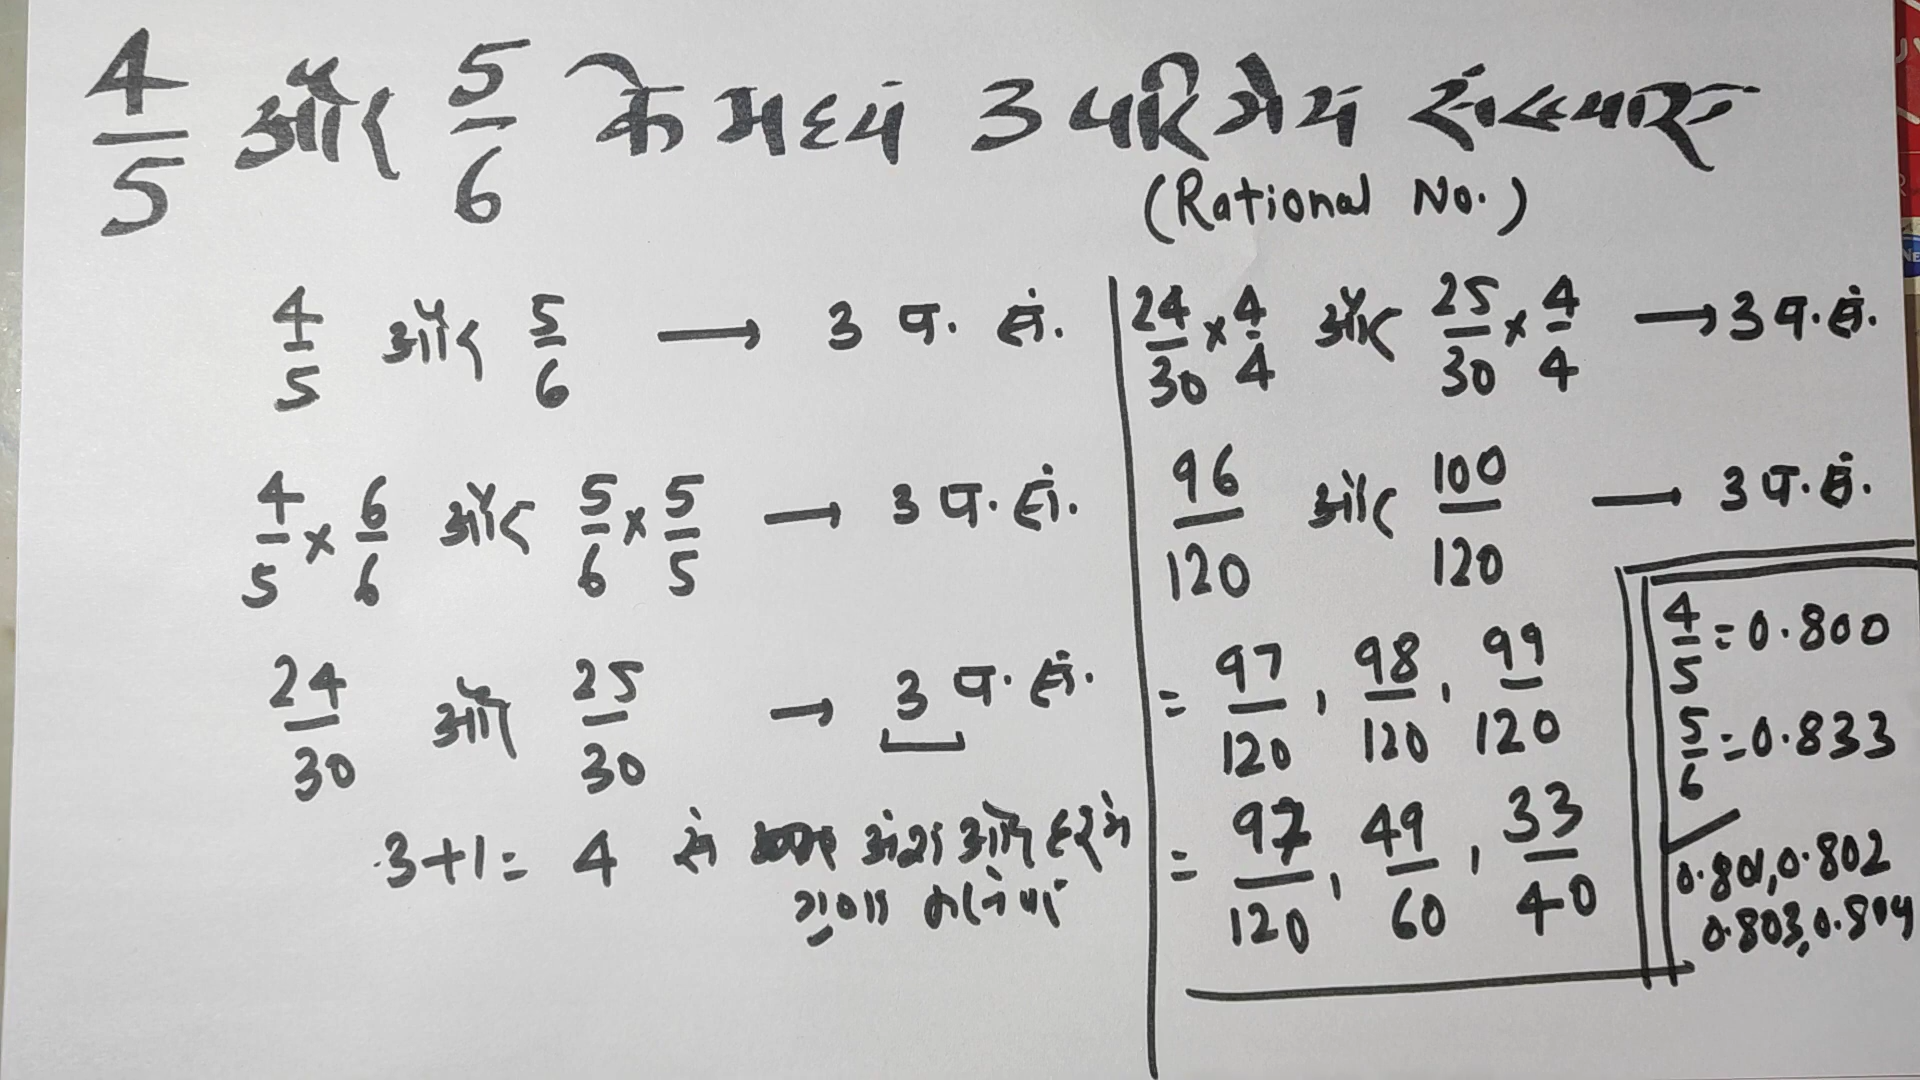 4/5 और 5/6 के मध्य 3 परिमेय संख्याएं
(Rational No.)
4/5 और 5/6 → 3 प. सं.
4/5 × 6/6 और 5/6 × 5/5 → 3 प. सं.
24/30 और 25/30 → 3 प. सं.
3+1= 4 से अंश और हर में
गुणा करने पर
24/30 × 4/4 और 25/30 × 4/4 → 3 प. सं.
96/120 और 100/120 — 3 प. सं.
= 97/120, 98/120, 99/120
= 97/120, 49/60, 33/40
4/5 = 0.800
5/6 = 0.833
0.801, 0.802
0.803, 0.804